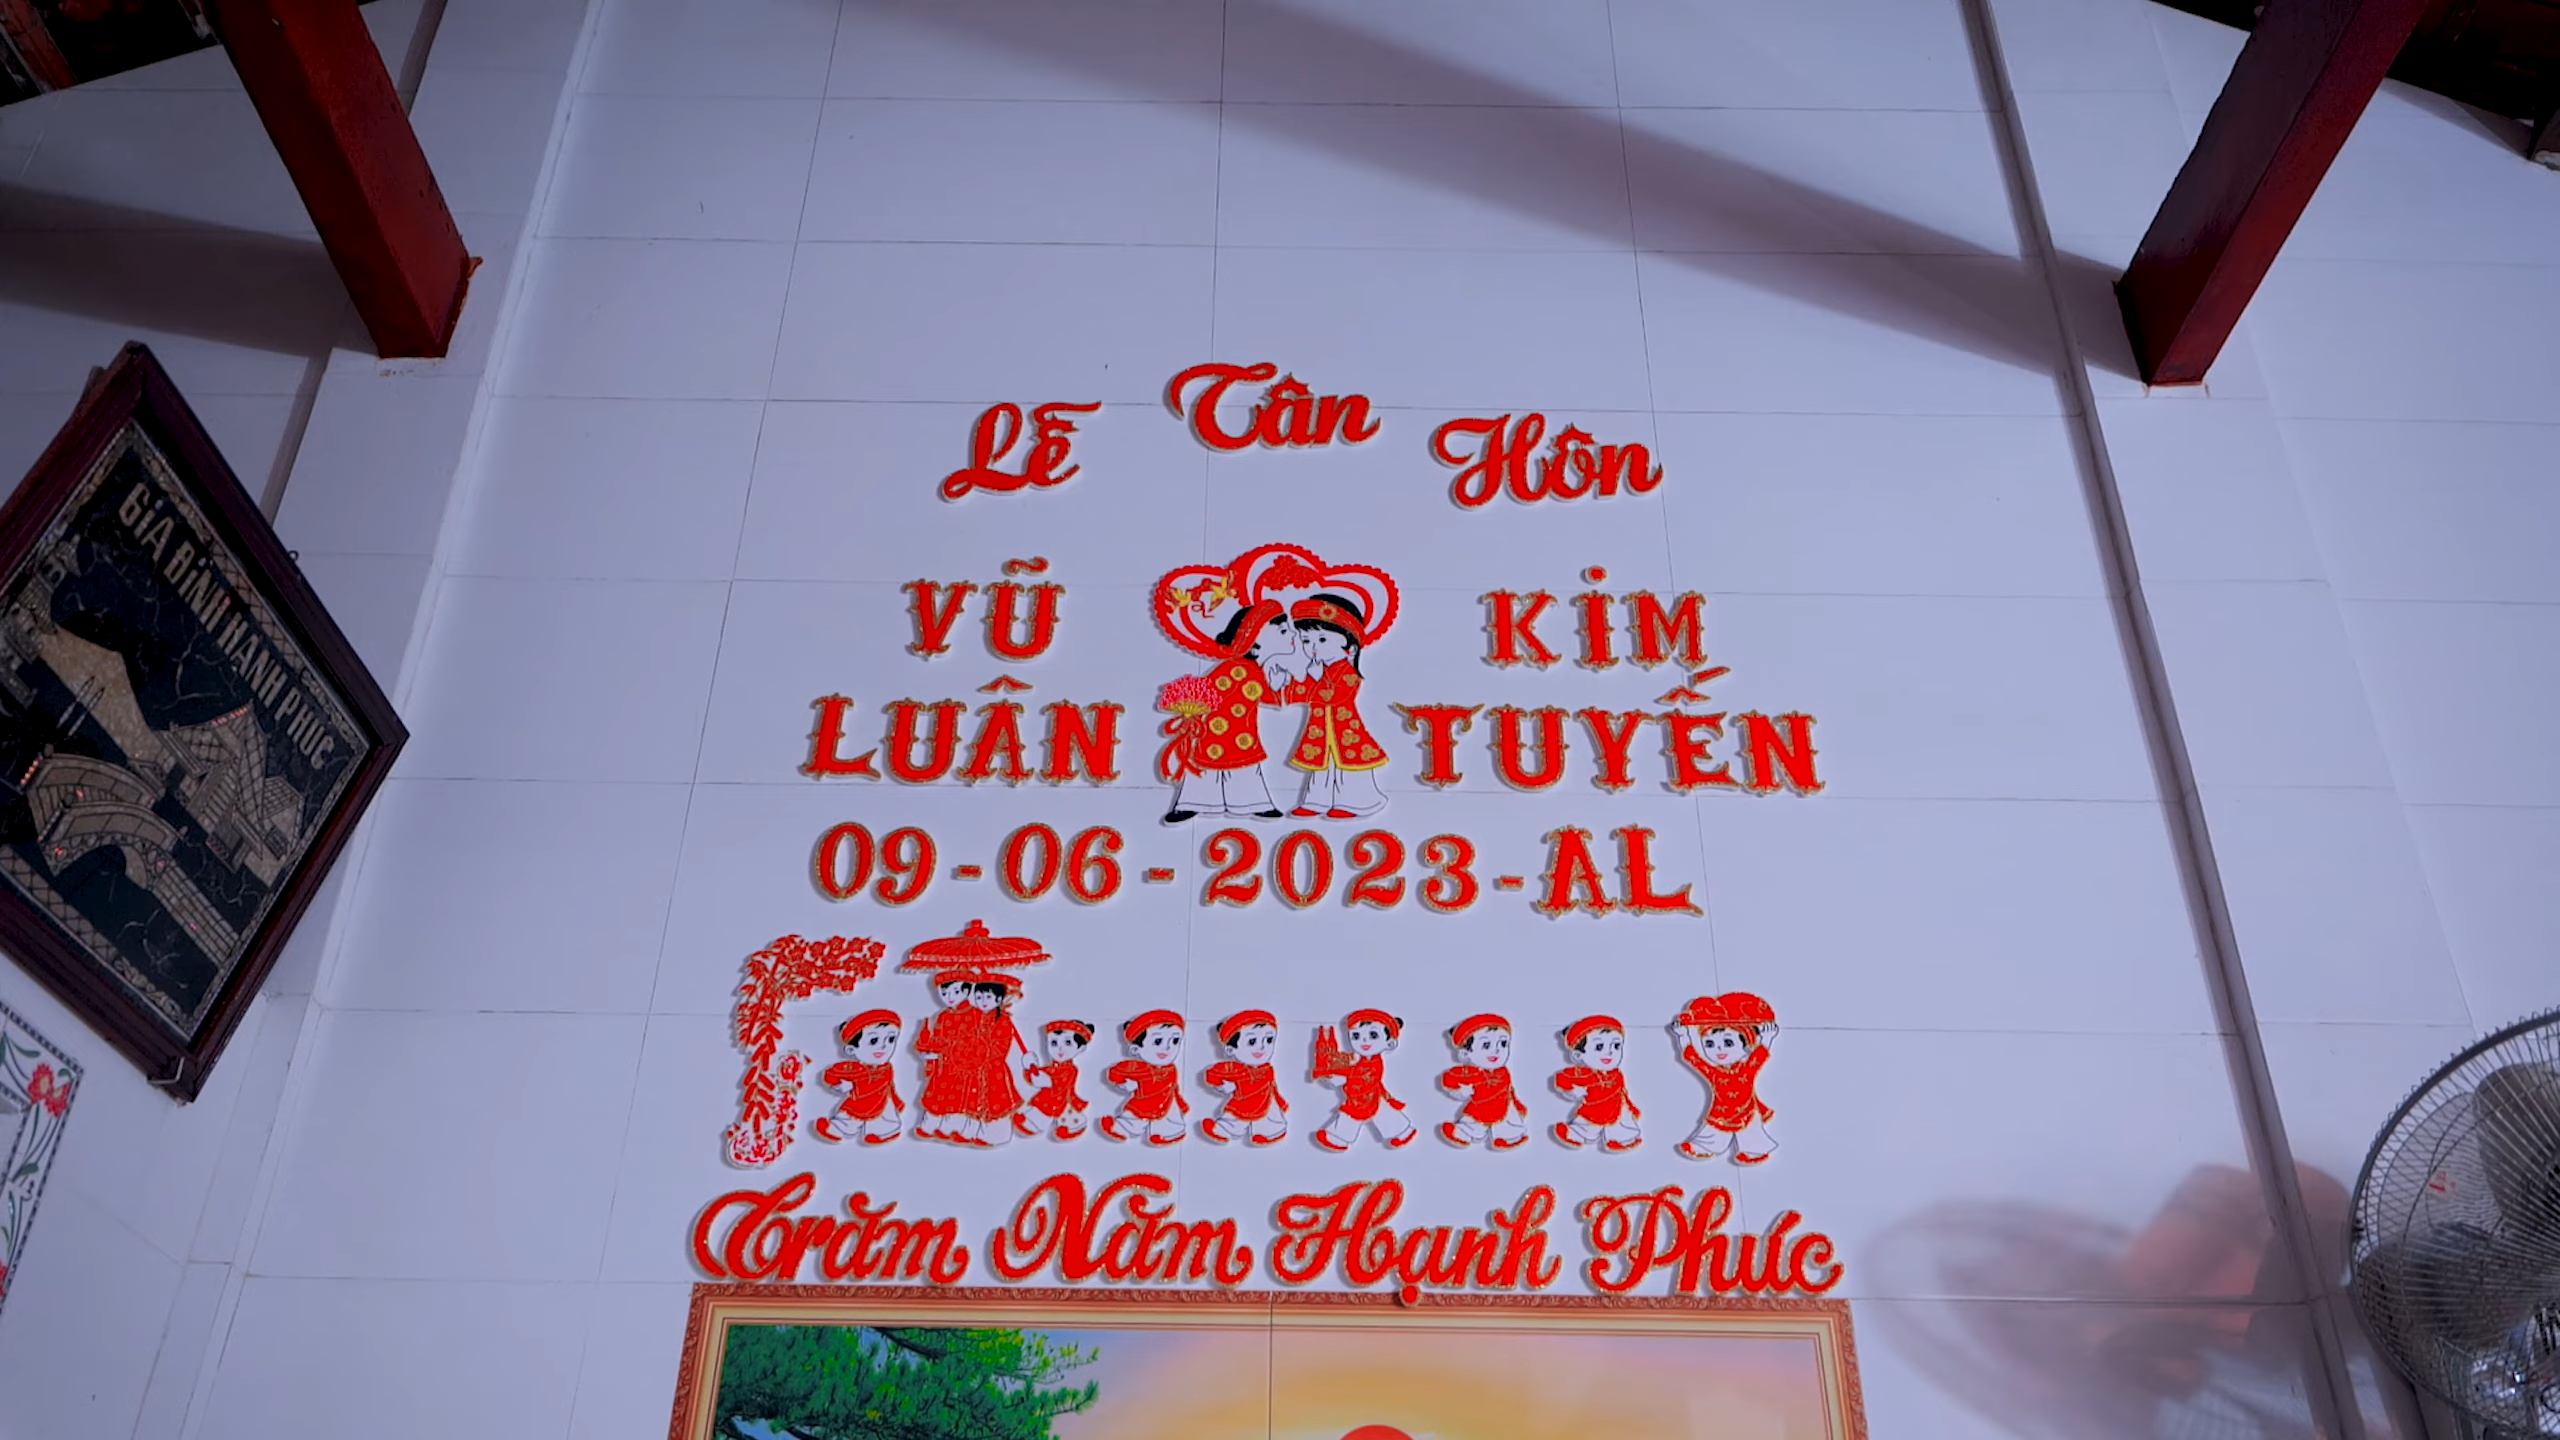 Lễ Tân Hôn
VŨ LUÂN
KIM TUYẾN
09-06-2023-AL
Trăm Năm Hạnh Phúc
GIA ĐÌNH HẠNH PHÚC